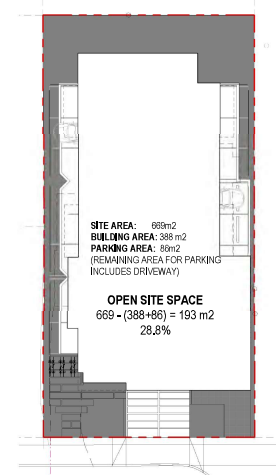 SITE AREA: 669m2
BUILDING AREA: 388 m2
PARKING AREA: 86m2
(REMAINING AREA FOR PARKING
INCLUDES DRIVEWAY)
OPEN SITE SPACE
669 - (388+86) = 193 m2
28.8%